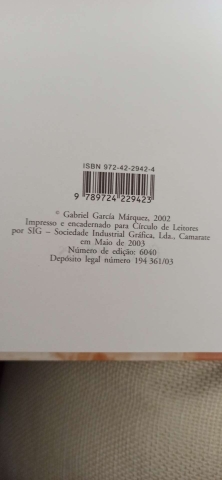 ISBN 972-42-2942-4
9 789724 229423
© Gabriel García Márquez, 2002
Impresso e encadernado para Círculo de Leitores
por SIG – Sociedade Industrial Gráfica, Lda., Camarate
em Maio de 2003
Número de edição: 6040
Depósito legal número 194 361/03